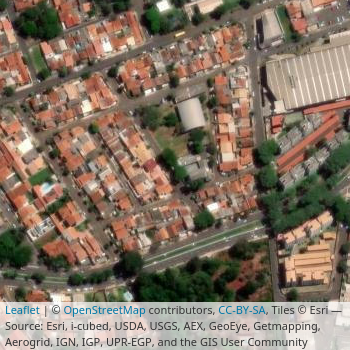 Leaflet | © OpenStreetMap contributors, CC-BY-SA, Tiles © Esri —
Source: Esri, i-cubed, USDA, USGS, AEX, GeoEye, Getmapping,
Aerogrid, IGN, IGP, UPR-EGP, and the GIS User Community